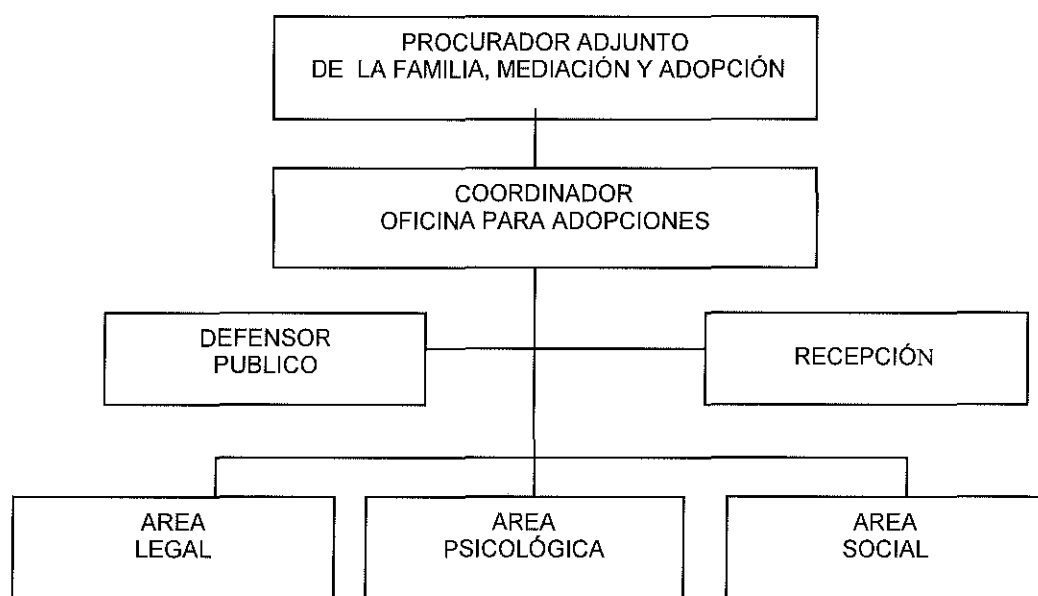 PROCURADOR ADJUNTO
DE LA FAMILIA, MEDIACIÓN Y ADOPCIÓN
COORDINADOR
OFICINA PARA ADOPCIONES
DEFENSOR
PUBLICO
RECEPCIÓN
AREA
LEGAL
AREA
PSICOLÓGICA
AREA
SOCIAL